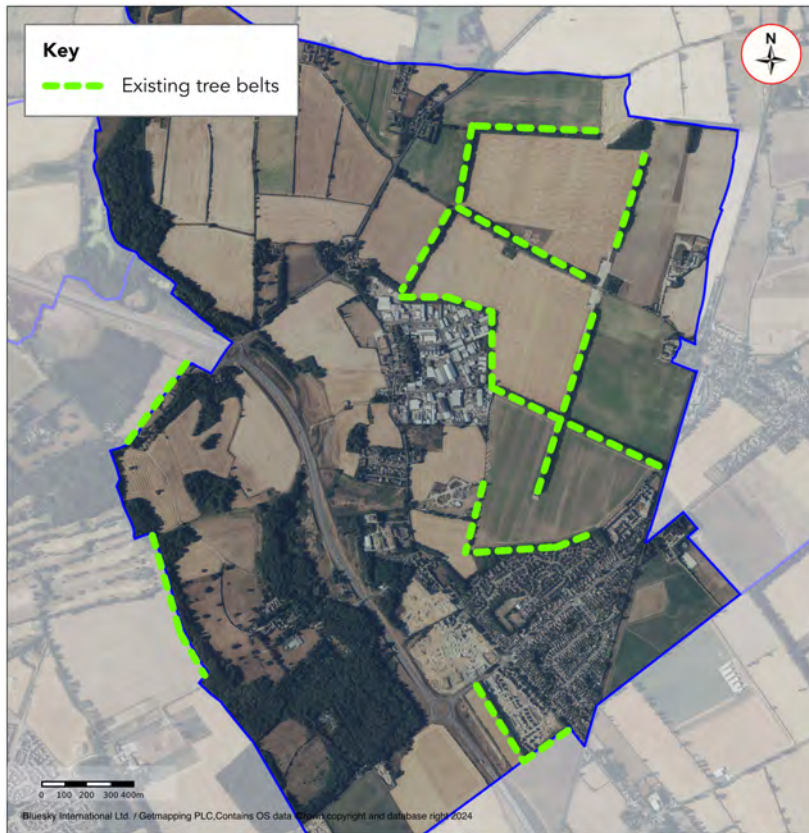 Key
Existing tree belts
N
0 100 200 300 400m
Bluesky International Ltd. / Getmapping PLC,Contains OS data Crown copyright and database right 2024